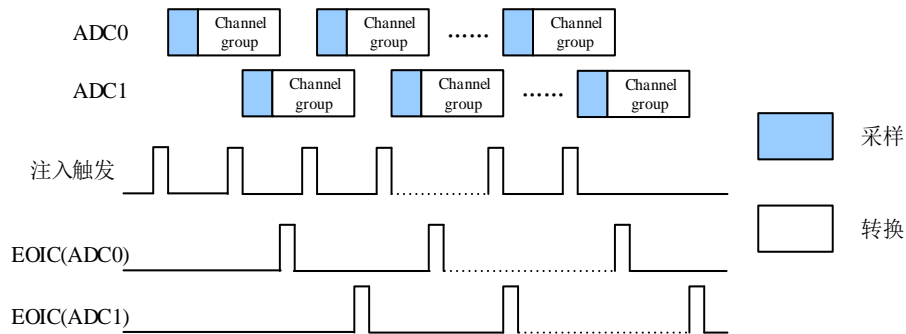 ADC0
Channel
group
Channel
group
……
Channel
group
ADC1
Channel
group
Channel
group
……
Channel
group
采样
注入触发
转换
EOIC(ADC0)
EOIC(ADC1)